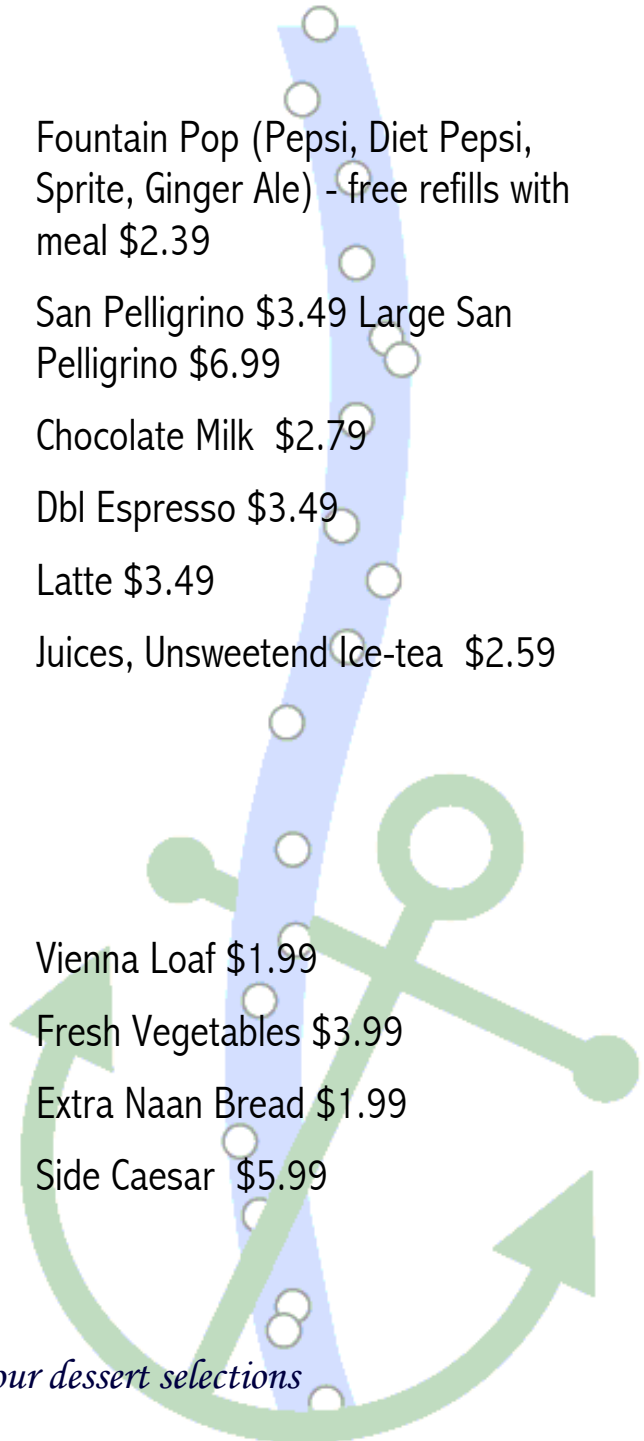 Fountain Pop (Pepsi, Diet Pepsi,
Sprite, Ginger Ale) - free refills with
meal $2.39
San Pelligrino $3.49 Large San
Pelligrino $6.99
Chocolate Milk  $2.79
Dbl Espresso $3.49
Latte $3.49
Juices, Unsweetend Ice-tea  $2.59
Vienna Loaf $1.99
Fresh Vegetables $3.99
Extra Naan Bread $1.99
Side Caesar  $5.99
our dessert selections